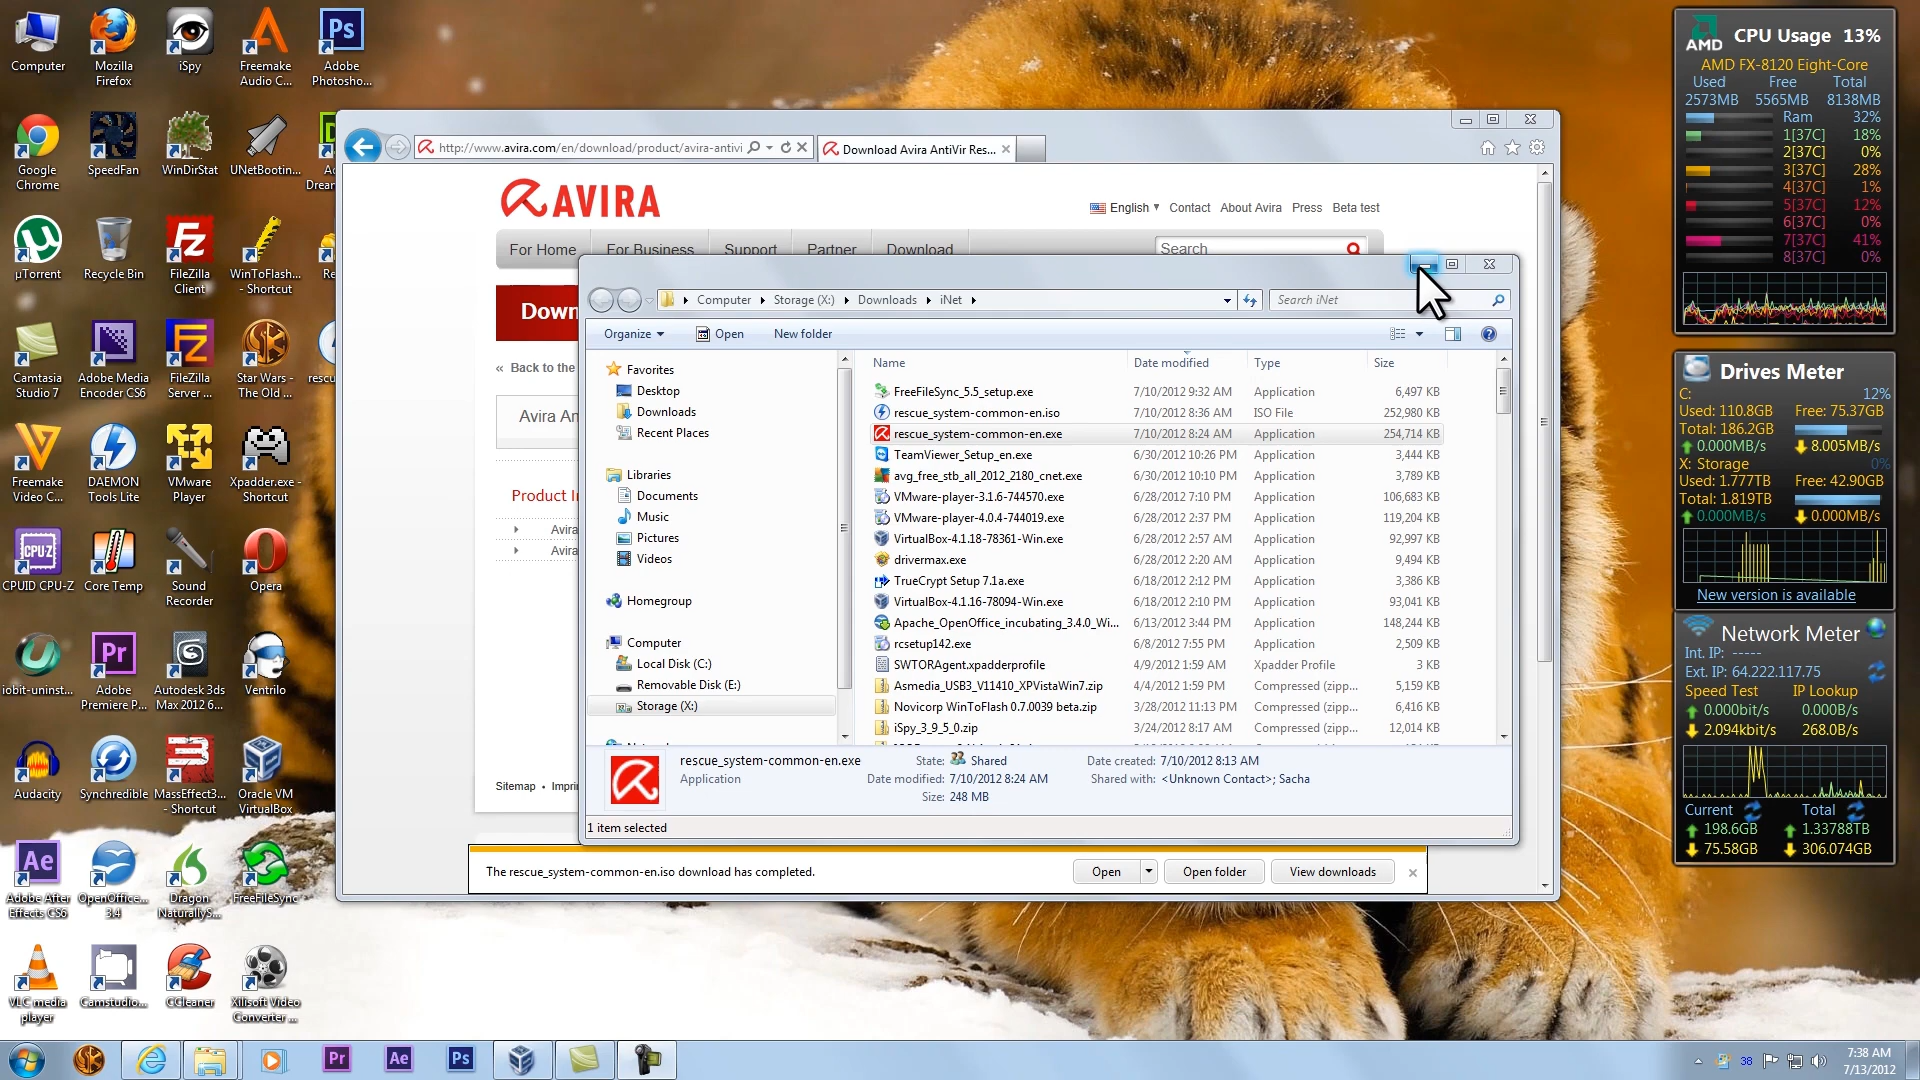 Computer
Mozilla Firefox
iSpy
Freemake Audio C...
Adobe Photosho...
Google Chrome
SpeedFan
WinDirStat
UNetBootin...
Dream
µTorrent
Recycle Bin
FileZilla Client
WinToFlash... - Shortcut
Re
Camtasia Studio 7
Adobe Media Encoder CS6
FileZilla Server ...
Star Wars - The Old ...
rescu
Freemake Video C...
DAEMON Tools Lite
VMware Player
Xpadder.exe - Shortcut
CPUID CPU-Z
Core Temp
Sound Recorder
Opera
iobit-uninst...
Adobe Premiere P...
Autodesk 3ds Max 2012 6...
Ventrilo
Audacity
Synchredible
MassEffect3... - Shortcut
Oracle VM VirtualBox
Adobe After Effects CS6
OpenOffice... 3.4
Dragon NaturallyS...
FreeFileSync
VLC media player
Camstudio...
CCleaner
Xilisoft Video Converter ...
http://www.avira.com/en/download/product/avira-antivi
Download Avira AntiVir Res...
AVIRA
English Contact About Avira Press Beta test
For Home For Business Support Partner Download
Search
Down
« Back to the
Avira An
Product In
Avira
Avira
Sitemap • Imprin
Computer Storage (X:) Downloads iNet
Search iNet
Organize Open New folder
Favorites
Desktop
Downloads
Recent Places
Libraries
Documents
Music
Pictures
Videos
Homegroup
Computer
Local Disk (C:)
Removable Disk (E:)
Storage (X:)
Name Date modified Type Size
FreeFileSync_5.5_setup.exe 7/10/2012 9:32 AM Application 6,497 KB
rescue_system-common-en.iso 7/10/2012 8:36 AM ISO File 252,980 KB
rescue_system-common-en.exe 7/10/2012 8:24 AM Application 254,714 KB
TeamViewer_Setup_en.exe 6/30/2012 10:26 PM Application 3,444 KB
avg_free_stb_all_2012_2180_cnet.exe 6/30/2012 10:10 PM Application 3,789 KB
VMware-player-3.1.6-744570.exe 6/28/2012 7:10 PM Application 106,683 KB
VMware-player-4.0.4-744019.exe 6/28/2012 2:37 PM Application 119,204 KB
VirtualBox-4.1.18-78361-Win.exe 6/28/2012 2:57 AM Application 92,997 KB
drivermax.exe 6/28/2012 2:20 AM Application 9,494 KB
TrueCrypt Setup 7.1a.exe 6/18/2012 2:12 PM Application 3,386 KB
VirtualBox-4.1.16-78094-Win.exe 6/18/2012 2:10 PM Application 93,041 KB
Apache_OpenOffice_incubating_3.4.0_Wi... 6/13/2012 3:44 PM Application 148,244 KB
rcsetup142.exe 6/8/2012 7:55 PM Application 2,509 KB
SWTORAgent.xpadderprofile 4/9/2012 1:59 AM Xpadder Profile 3 KB
Asmedia_USB3_V11410_XPVistaWin7.zip 4/4/2012 1:59 PM Compressed (zipp... 5,159 KB
Novicorp WinToFlash 0.7.0039 beta.zip 3/28/2012 11:13 PM Compressed (zipp... 6,416 KB
iSpy_3_9_5_0.zip 3/24/2012 8:17 AM Compressed (zipp... 12,014 KB
rescue_system-common-en.exe State: Shared Date created: 7/10/2012 8:13 AM
Application Date modified: 7/10/2012 8:24 AM Shared with: <Unknown Contact>; Sacha
Size: 248 MB
1 item selected
The rescue_system-common-en.iso download has completed.
Open Open folder View downloads
AMD CPU Usage 13%
AMD FX-8120 Eight-Core
Used Free Total
2573MB 5565MB 8138MB
Ram 32%
1[37C] 18%
2[37C] 0%
3[37C] 28%
4[37C] 1%
5[37C] 12%
6[37C] 0%
7[37C] 41%
8[37C] 0%
Drives Meter
C: 12%
Used: 110.8GB Free: 75.37GB
Total: 186.2GB
0.000MB/s 8.005MB/s
X: Storage 0%
Used: 1.777TB Free: 42.90GB
Total: 1.819TB
0.000MB/s 0.000MB/s
New version is available
Network Meter
Int. IP: -----
Ext. IP: 64.222.117.75
Speed Test IP Lookup
0.000bit/s 0.000B/s
2.094kbit/s 268.0B/s
Current Total
198.6GB 1.33788TB
75.58GB 306.074GB
Pr Ae Ps
38
7:38 AM
7/13/2012